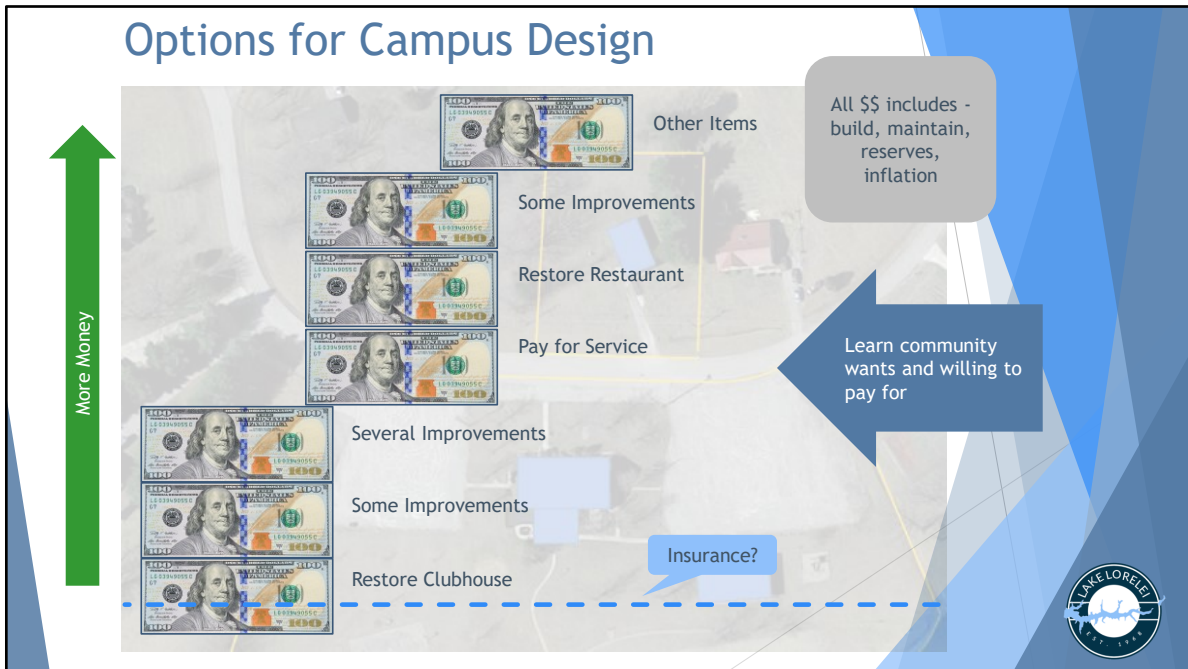 Options for Campus Design
All $$ includes -
build, maintain,
reserves,
inflation
More Money
Other Items
Some Improvements
Restore Restaurant
Pay for Service
Learn community
wants and willing to
pay for
Several Improvements
Some Improvements
Insurance?
Restore Clubhouse
LAKE LORELEI
EST. 1968